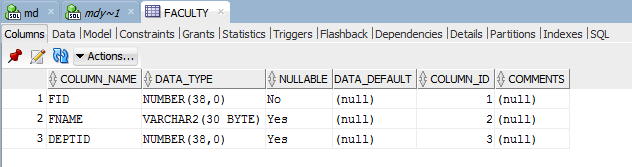 md mdy~1 FACULTY
Columns Data Model Constraints Grants Statistics Triggers Flashback Dependencies Details Partitions Indexes SQL
Actions...
COLUMN_NAME DATA_TYPE NULLABLE DATA_DEFAULT COLUMN_ID COMMENTS
1 FID NUMBER(38,0) No (null) 1 (null)
2 FNAME VARCHAR2(30 BYTE) Yes (null) 2 (null)
3 DEPTID NUMBER(38,0) Yes (null) 3 (null)